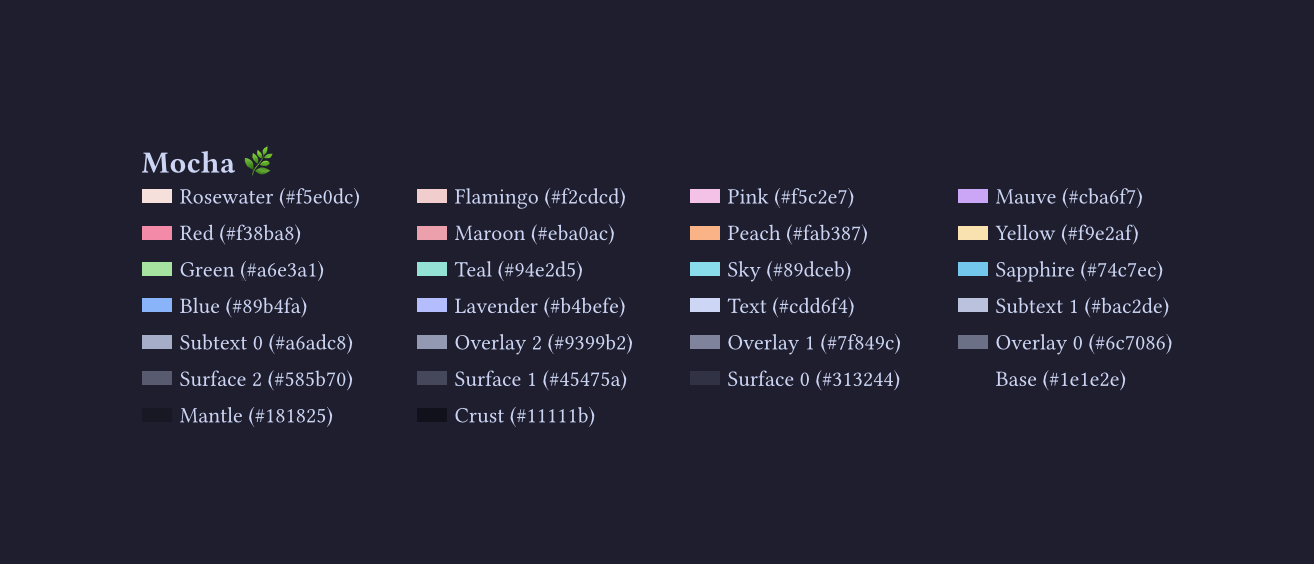 Mocha 🌿
Rosewater (#f5e0dc) Flamingo (#f2cdcd) Pink (#f5c2e7) Mauve (#cba6f7)
Red (#f38ba8) Maroon (#eba0ac) Peach (#fab387) Yellow (#f9e2af)
Green (#a6e3a1) Teal (#94e2d5) Sky (#89dceb) Sapphire (#74c7ec)
Blue (#89b4fa) Lavender (#b4befe) Text (#cdd6f4) Subtext 1 (#bac2de)
Subtext 0 (#a6adc8) Overlay 2 (#9399b2) Overlay 1 (#7f849c) Overlay 0 (#6c7086)
Surface 2 (#585b70) Surface 1 (#45475a) Surface 0 (#313244) Base (#1e1e2e)
Mantle (#181825) Crust (#11111b)